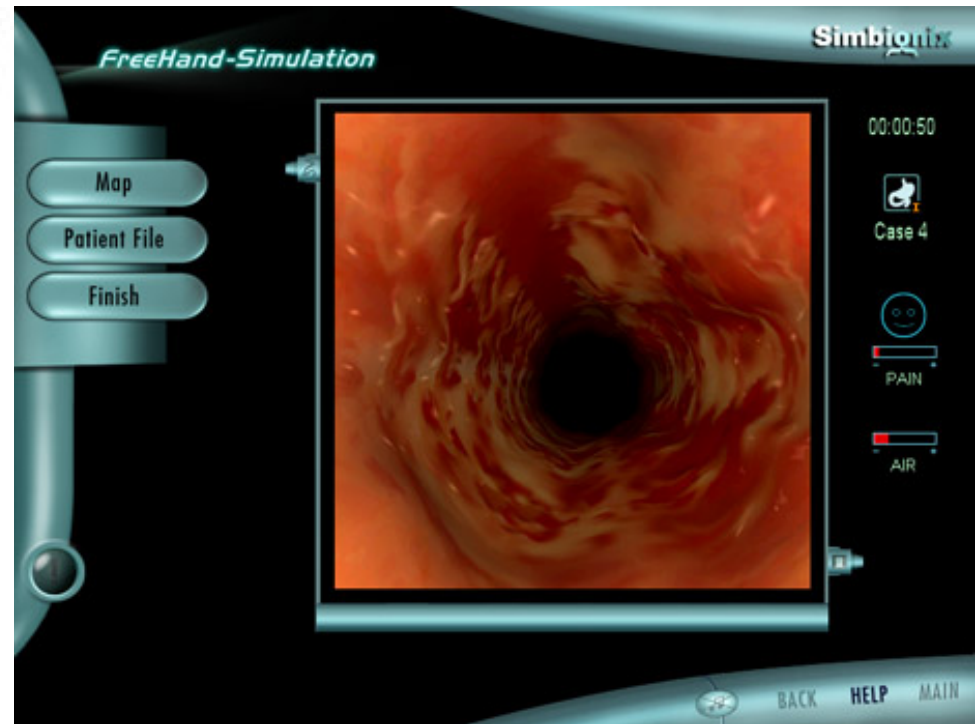 FreeHand-Simulation
Simbionix
Map
Patient File
Finish
00:00:50
I
Case 4
- +
PAIN
- +
AIR
BACK HELP MAIN